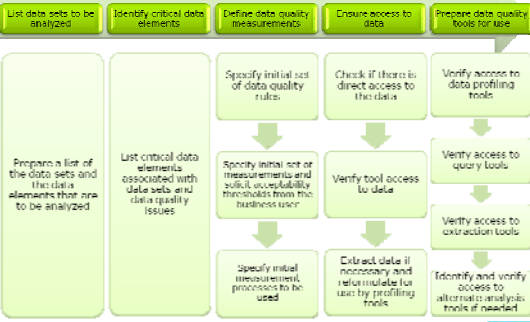 List data sets to be
analyzed
Identify critical data
elements
Define data quality
measurements
Ensure access to
data
Prepare data quality
tools for use
Prepare a list of
the data sets and
the data
elements that are
to be analyzed
List critical data
elements
associated with
data sets and
data quality
issues
Specify initial set
of data quality
rules
Specify initial set of
measurements and
solicit acceptability
thresholds from the
business user
Specify initial
measurement
processes to be
used
Check if there is
direct access to
the data
Verify tool access
to data
Extract data if
necessary and
reformulate for
use by profiling
tools
Verify access to
data profiling
tools
Verify access to
query tools
Verify access to
extraction tools
Identify and verify
access to
alternate analysis
tools if needed